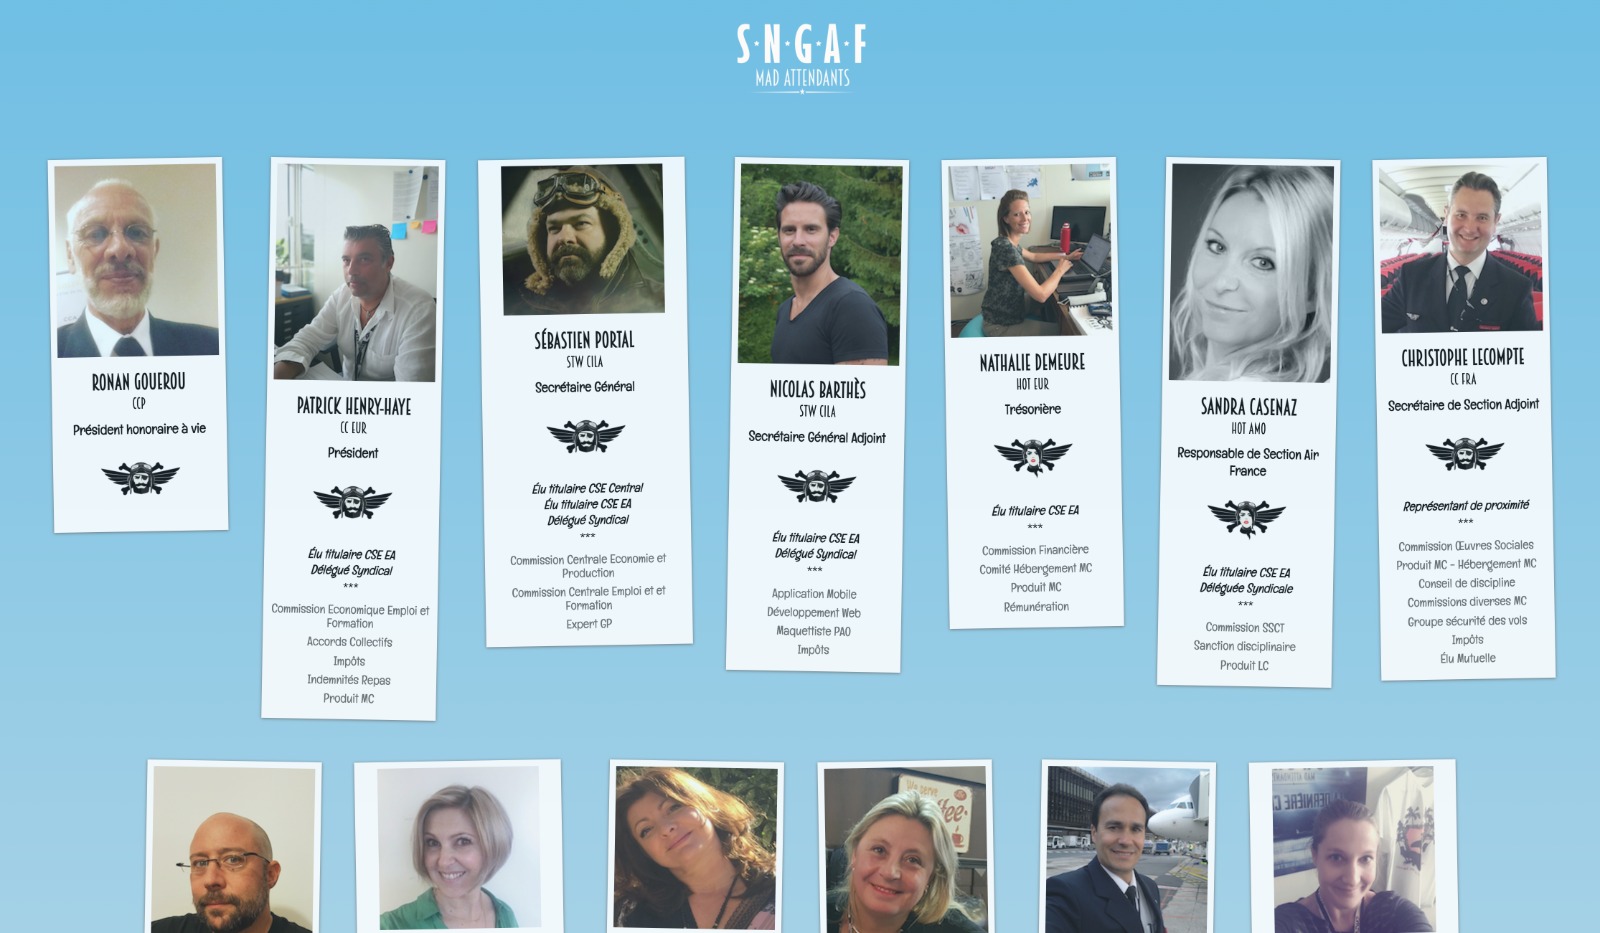 S·N·G·A·F
MAD ATTENDANTS
RONAN GOUEROU
CCP
Président honoraire à vie
PATRICK HENRY-HAYE
CC EUR
Président
Élu titulaire CSE EA
Délégué Syndical
***
Commission Economique Emploi et
Formation
Accords Collectifs
Impôts
Indemnités Repas
Produit MC
SÉBASTIEN PORTAL
STW CILA
Secrétaire Général
Élu titulaire CSE Central
Élu titulaire CSE EA
Délégué Syndical
***
Commission Centrale Economie et
Production
Commission Centrale Emploi et et
Formation
Expert GP
NICOLAS BARTHÈS
STW CILA
Secrétaire Général Adjoint
Élu titulaire CSE EA
Délégué Syndical
***
Application Mobile
Développement Web
Maquettiste PAO
Impôts
NATHALIE DEMEURE
HOT EUR
Trésorière
Élu titulaire CSE EA
***
Commission Financière
Comité Hébergement MC
Produit MC
Rémunération
SANDRA CASENAZ
HOT AMO
Responsable de Section Air
France
Élu titulaire CSE EA
Déléguée Syndicale
***
Commission SSCT
Sanction disciplinaire
Produit LC
CHRISTOPHE LECOMPTE
CC FRA
Secrétaire de Section Adjoint
Représentant de proximité
***
Commission Œuvres Sociales
Produit MC - Hébergement MC
Conseil de discipline
Commissions diverses MC
Groupe sécurité des vols
Impôts
Élu Mutuelle
We serve